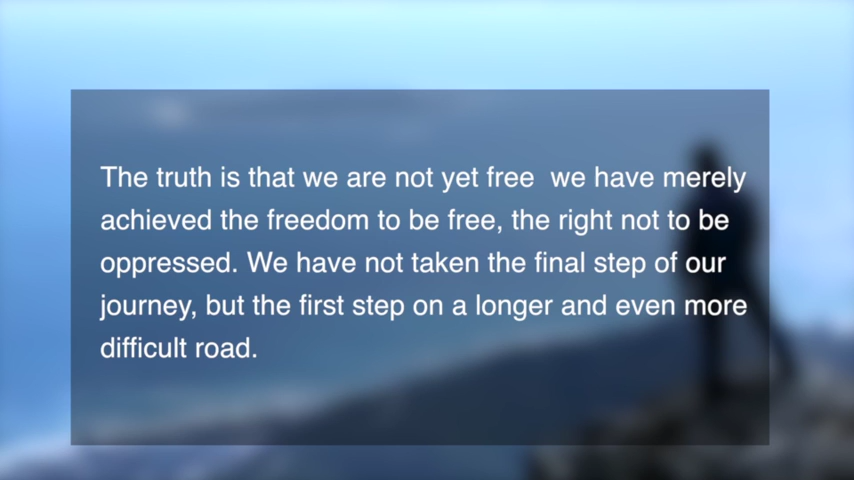 The truth is that we are not yet free  we have merely
achieved the freedom to be free, the right not to be
oppressed. We have not taken the final step of our
journey, but the first step on a longer and even more
difficult road.